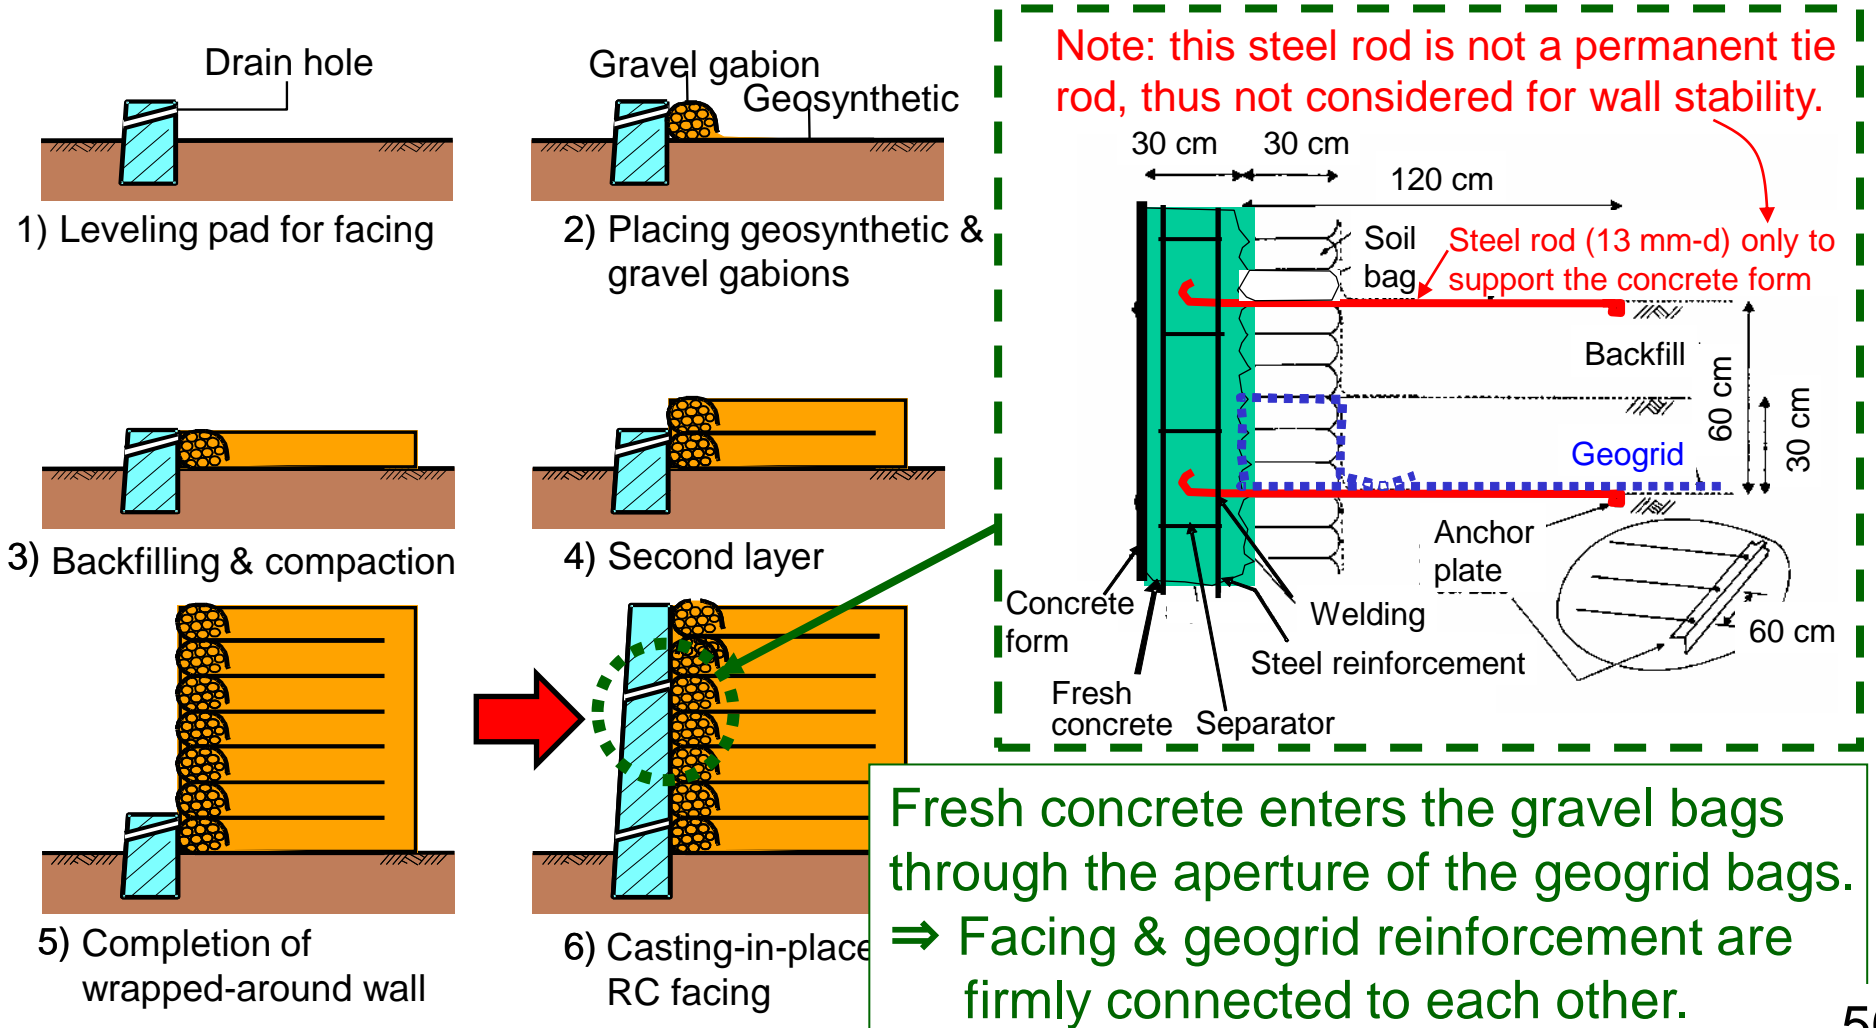 Drain hole
1) Leveling pad for facing
Gravel gabion
Geosynthetic
2) Placing geosynthetic &
gravel gabions
3) Backfilling & compaction
4) Second layer
5) Completion of
wrapped-around wall
6) Casting-in-place
RC facing
Note: this steel rod is not a permanent tie
rod, thus not considered for wall stability.
30 cm
30 cm
120 cm
Soil
bag
Steel rod (13 mm-d) only to
support the concrete form
Backfill
60 cm
30 cm
Geogrid
Anchor
plate
60 cm
Concrete
form
Welding
Steel reinforcement
Fresh
concrete
Separator
Fresh concrete enters the gravel bags
through the aperture of the geogrid bags.
⇒ Facing & geogrid reinforcement are
firmly connected to each other.